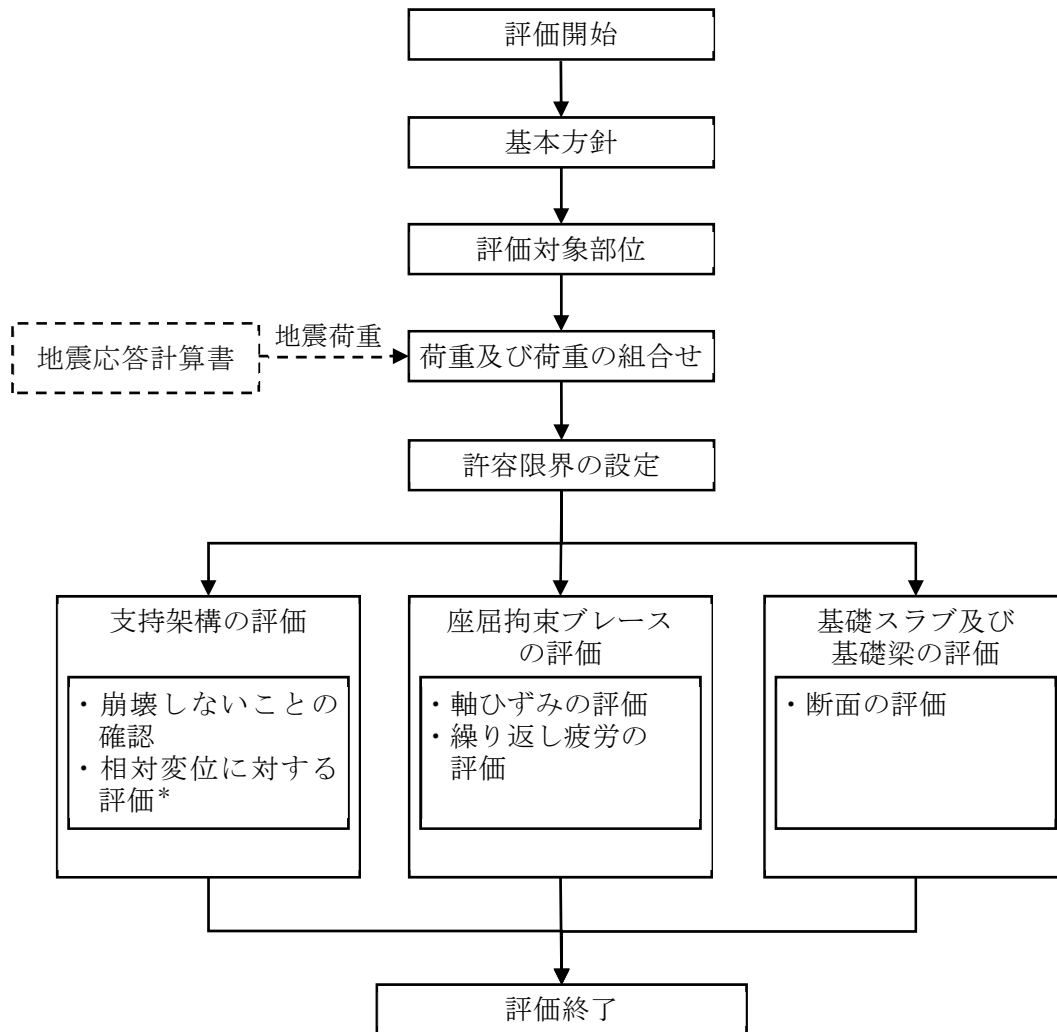 評価開始
基本方針
評価対象部位
地震応答計算書
地震荷重
荷重及び荷重の組合せ
許容限界の設定
支持架構の評価
・崩壊しないことの
確認
・相対変位に対する
評価*
座屈拘束ブレース
の評価
・軸ひずみの評価
・繰り返し疲労の
評価
基礎スラブ及び
基礎梁の評価
・断面の評価
評価終了